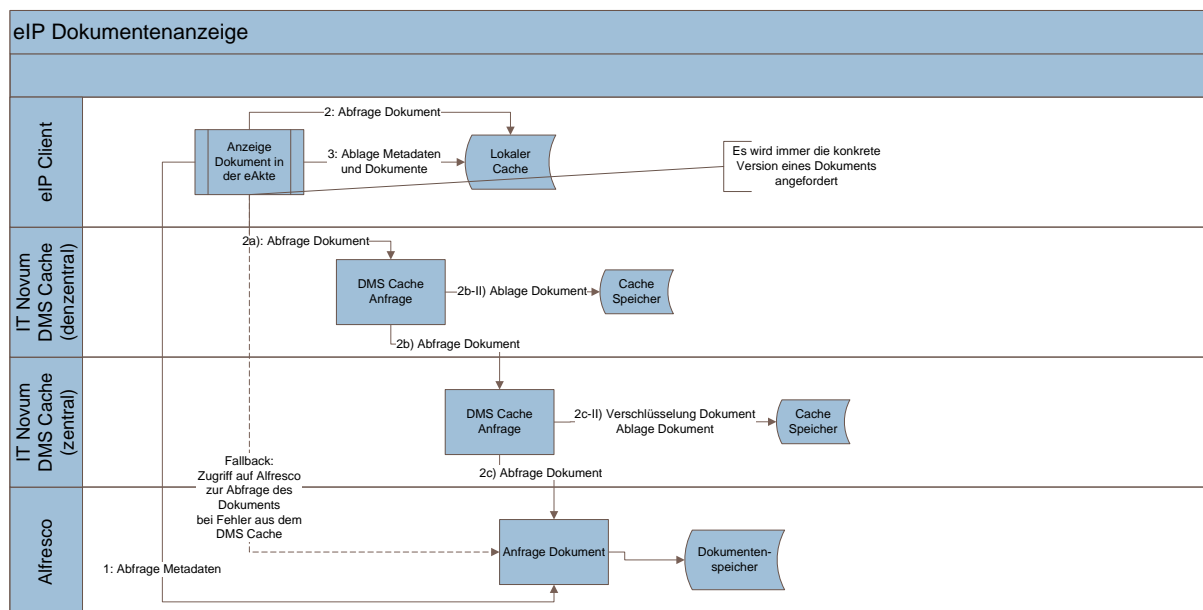 eIP Dokumentenanzeige
eIP Client
2: Abfrage Dokument
Anzeige
Dokument in
der eAkte
3: Ablage Metadaten
und Dokumente
Lokaler
Cache
Es wird immer die konkrete
Version eines Dokuments
angefordert
IT Novum
DMS Cache
(denzentral)
2a): Abfrage Dokument
DMS Cache
Anfrage
2b-II) Ablage Dokument
Cache
Speicher
2b) Abfrage Dokument
IT Novum
DMS Cache
(zentral)
DMS Cache
Anfrage
2c-II) Verschlüsselung Dokument
Ablage Dokument
Cache
Speicher
2c) Abfrage Dokument
Fallback:
Zugriff auf Alfresco
zur Abfrage des
Dokuments
bei Fehler aus dem
DMS Cache
Alfresco
Anfrage Dokument
Dokumenten-
speicher
1: Abfrage Metadaten